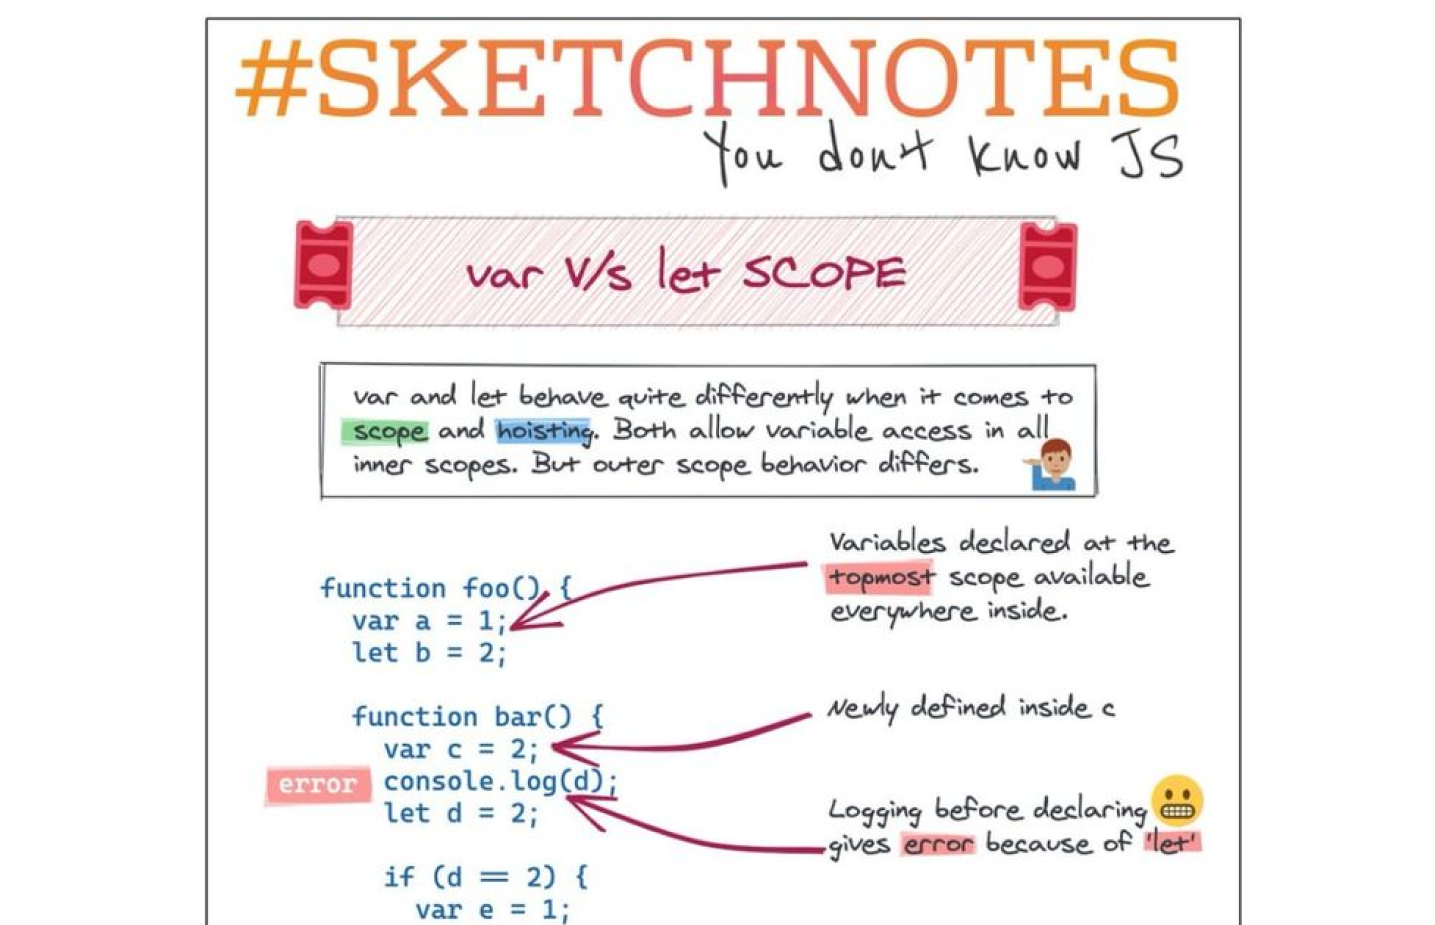 #SKETCHNOTES
You don't know JS
var V/s let SCOPE
var and let behave quite differently when it comes to
scope and hoisting. Both allow variable access in all
inner scopes. But outer scope behavior differs.
Variables declared at the
topmost scope available
everywhere inside.
function foo() {
var a = 1;
let b = 2;
function bar() {
Newly defined inside c
var c = 2;
error console.log(d);
let d = 2;
Logging before declaring
gives error because of 'let'
if (d == 2) {
var e = 1;